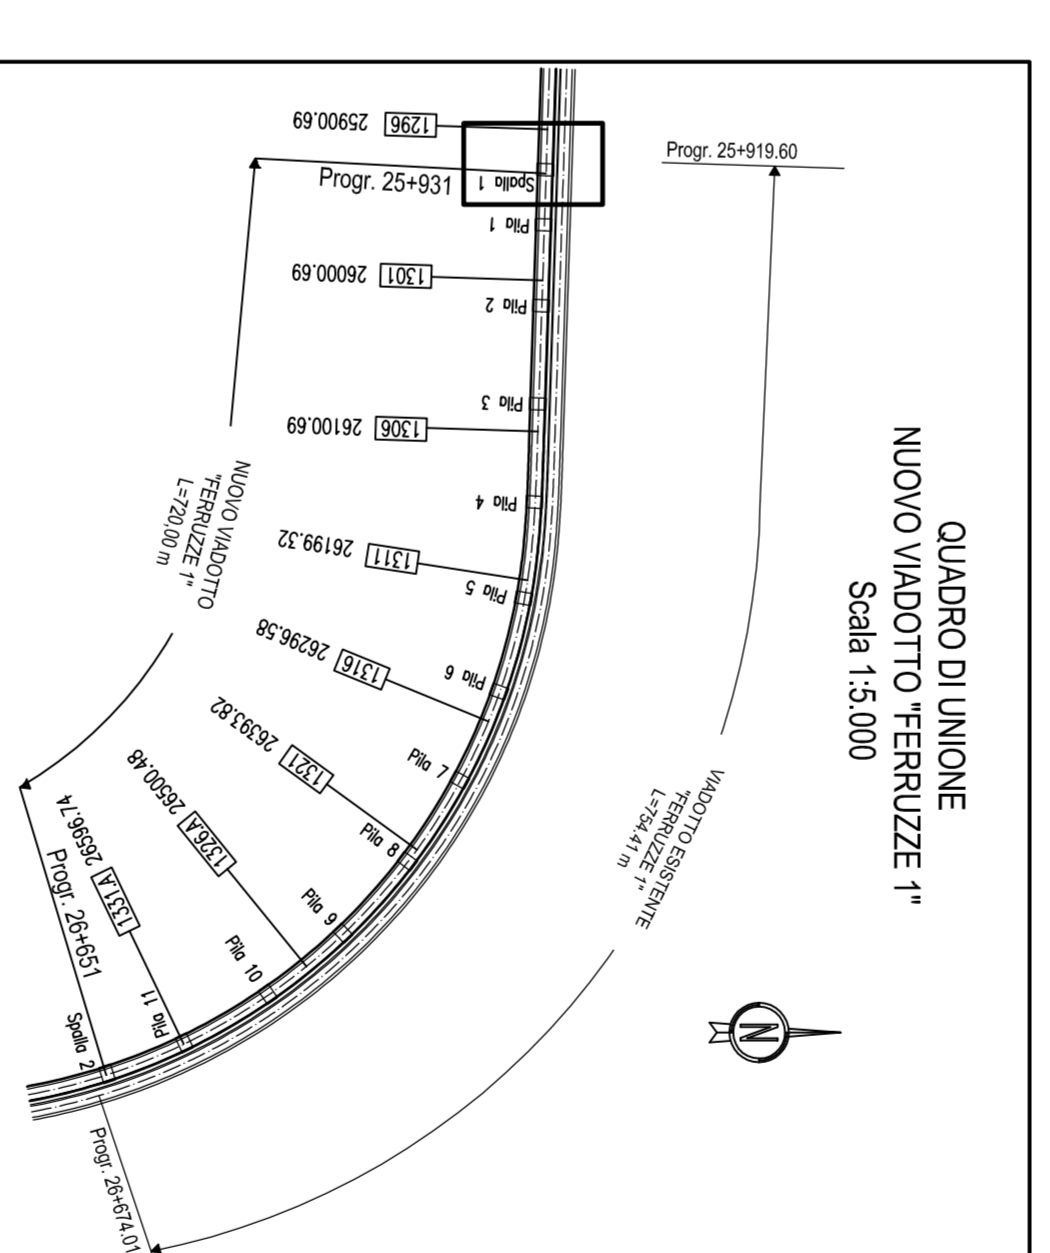 QUADRO DI UNIONE
NUOVO VIADOTTO "FERRUZZE 1"
Scala 1:5.000
Progr. 25+919.60
1296 25900.69
Progr. 25+931
Spalla 1
Pila 1
1301 26000.69
Pila 2
Pila 3
1306 26100.69
Pila 4
1311 26199.32
Pila 5
NUOVO VIADOTTO
"FERRUZZE 1"
L=720,00 m
1316 26296.58
Pila 6
1321 26393.82
Pila 7
1326.A 26500.48
Pila 8
VIADOTTO ESISTENTE
"FERRUZZE 1"
L=754.41 m
1331.A 26596.74
Pila 9
Pila 10
Progr. 26+651
Pila 11
Spalla 2
Progr. 26+674.01
N